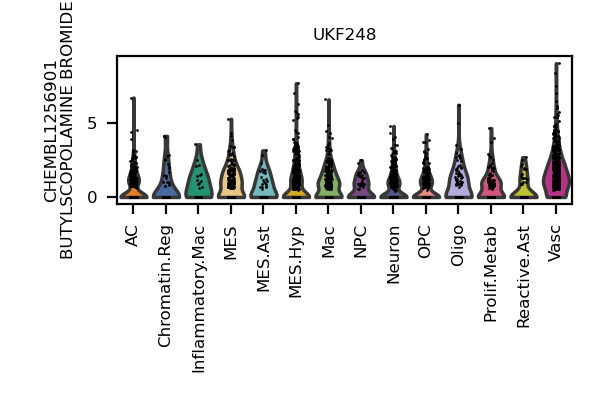 UKF248
CHEMBL1256901
BUTYLSCOPOLAMINE BROMIDE
5
0
AC
Chromatin.Reg
Inflammatory.Mac
MES
MES.Ast
MES.Hyp
Mac
NPC
Neuron
OPC
Oligo
Prolif.Metab
Reactive.Ast
Vasc